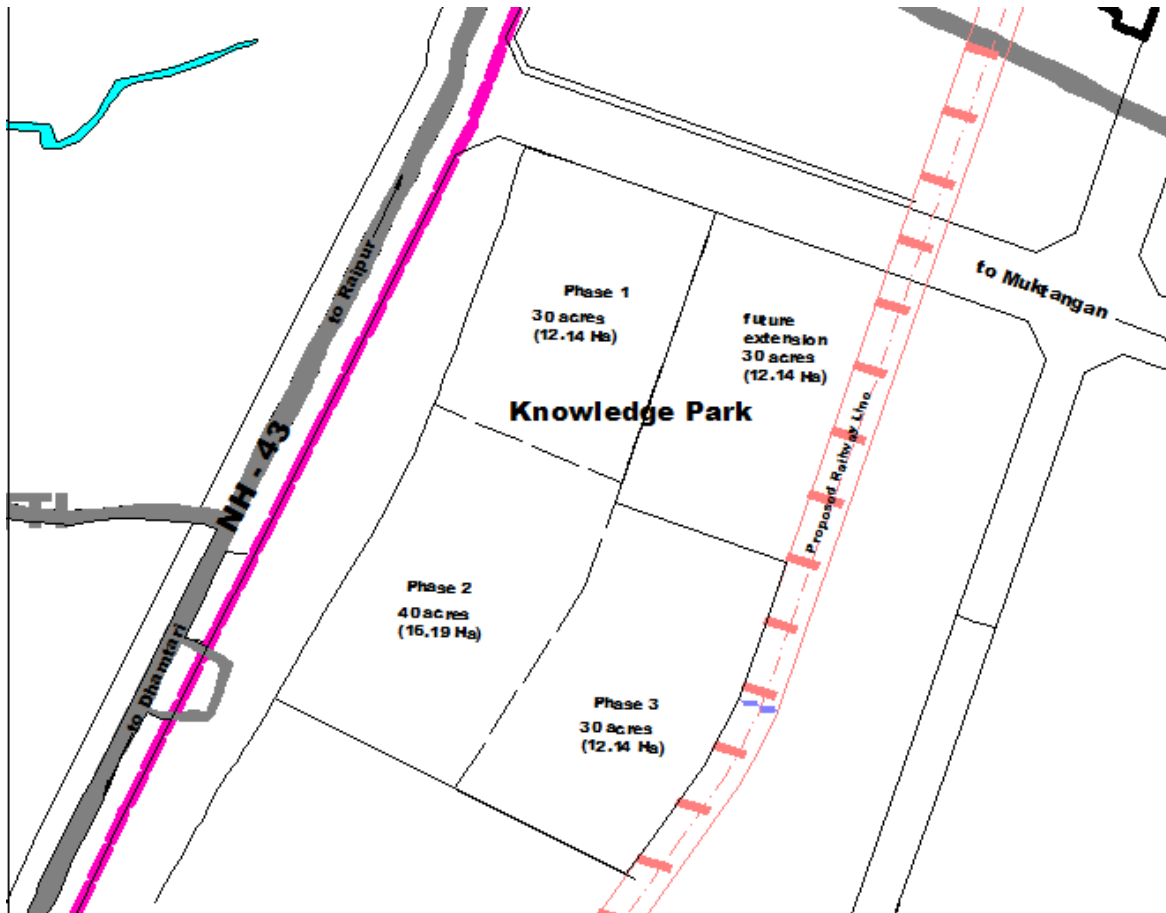 to Raipur
NH - 43
to Dhamtari
Phase 1
30 acres
(12.14 Ha)
future
extension
30 acres
(12.14 Ha)
to Muktangan
Knowledge Park
Proposed Railway Line
Phase 2
40 acres
(16.19 Ha)
Phase 3
30 acres
(12.14 Ha)